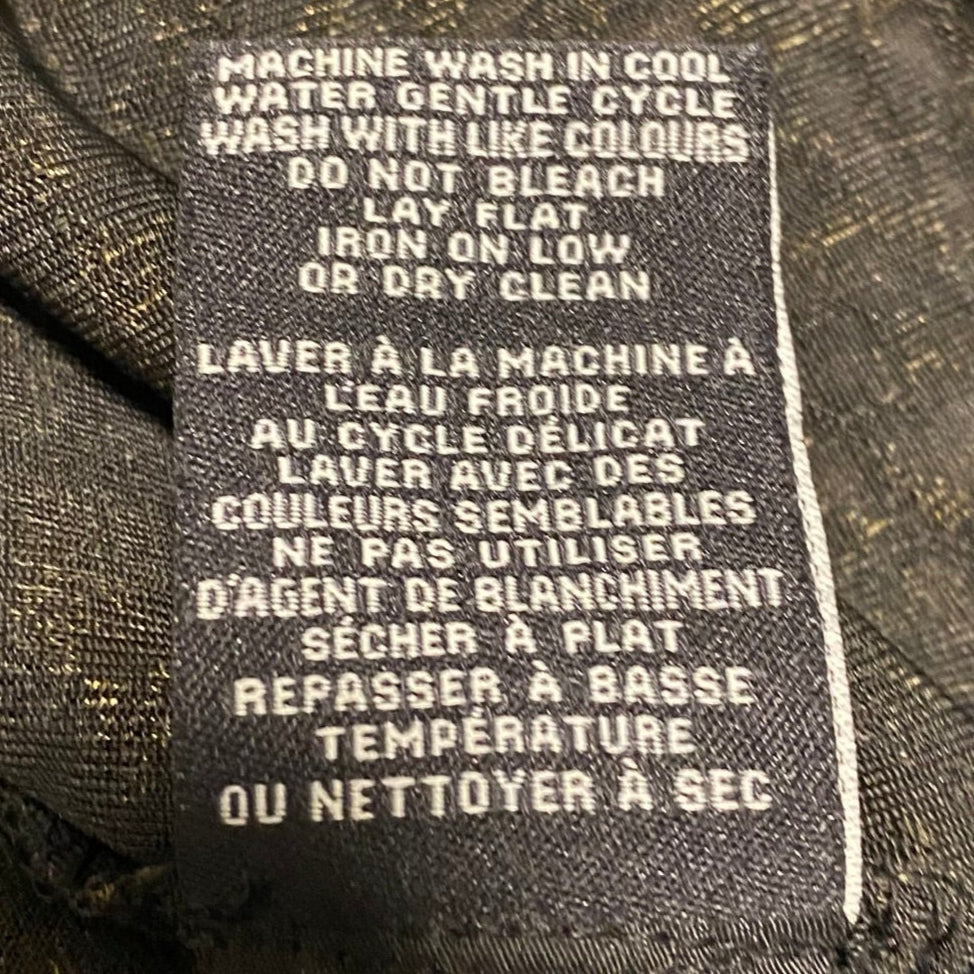 MACHINE WASH IN COOL
WATER GENTLE CYCLE
WASH WITH LIKE COLOURS
DO NOT BLEACH
LAY FLAT
IRON ON LOW
OR DRY CLEAN
LAVER À LA MACHINE À
L'EAU FROIDE
AU CYCLE DÉLICAT
LAVER AVEC DES
COULEURS SEMBLABLES
NE PAS UTILISER
D'AGENT DE BLANCHIMENT
SÉCHER À PLAT
REPASSER À BASSE
TEMPÉRATURE
OU NETTOYER À SEC